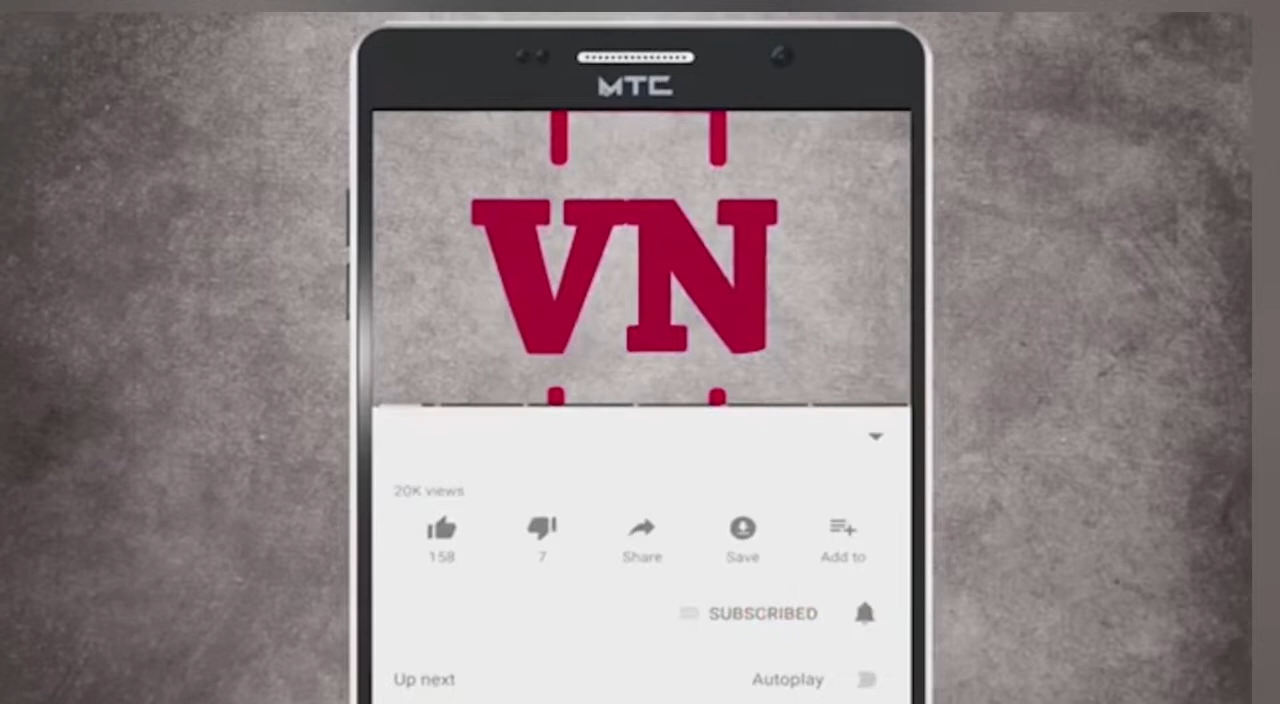 MTC
VN
20K views
158 7 Share Save Add to
SUBSCRIBED
Up next Autoplay